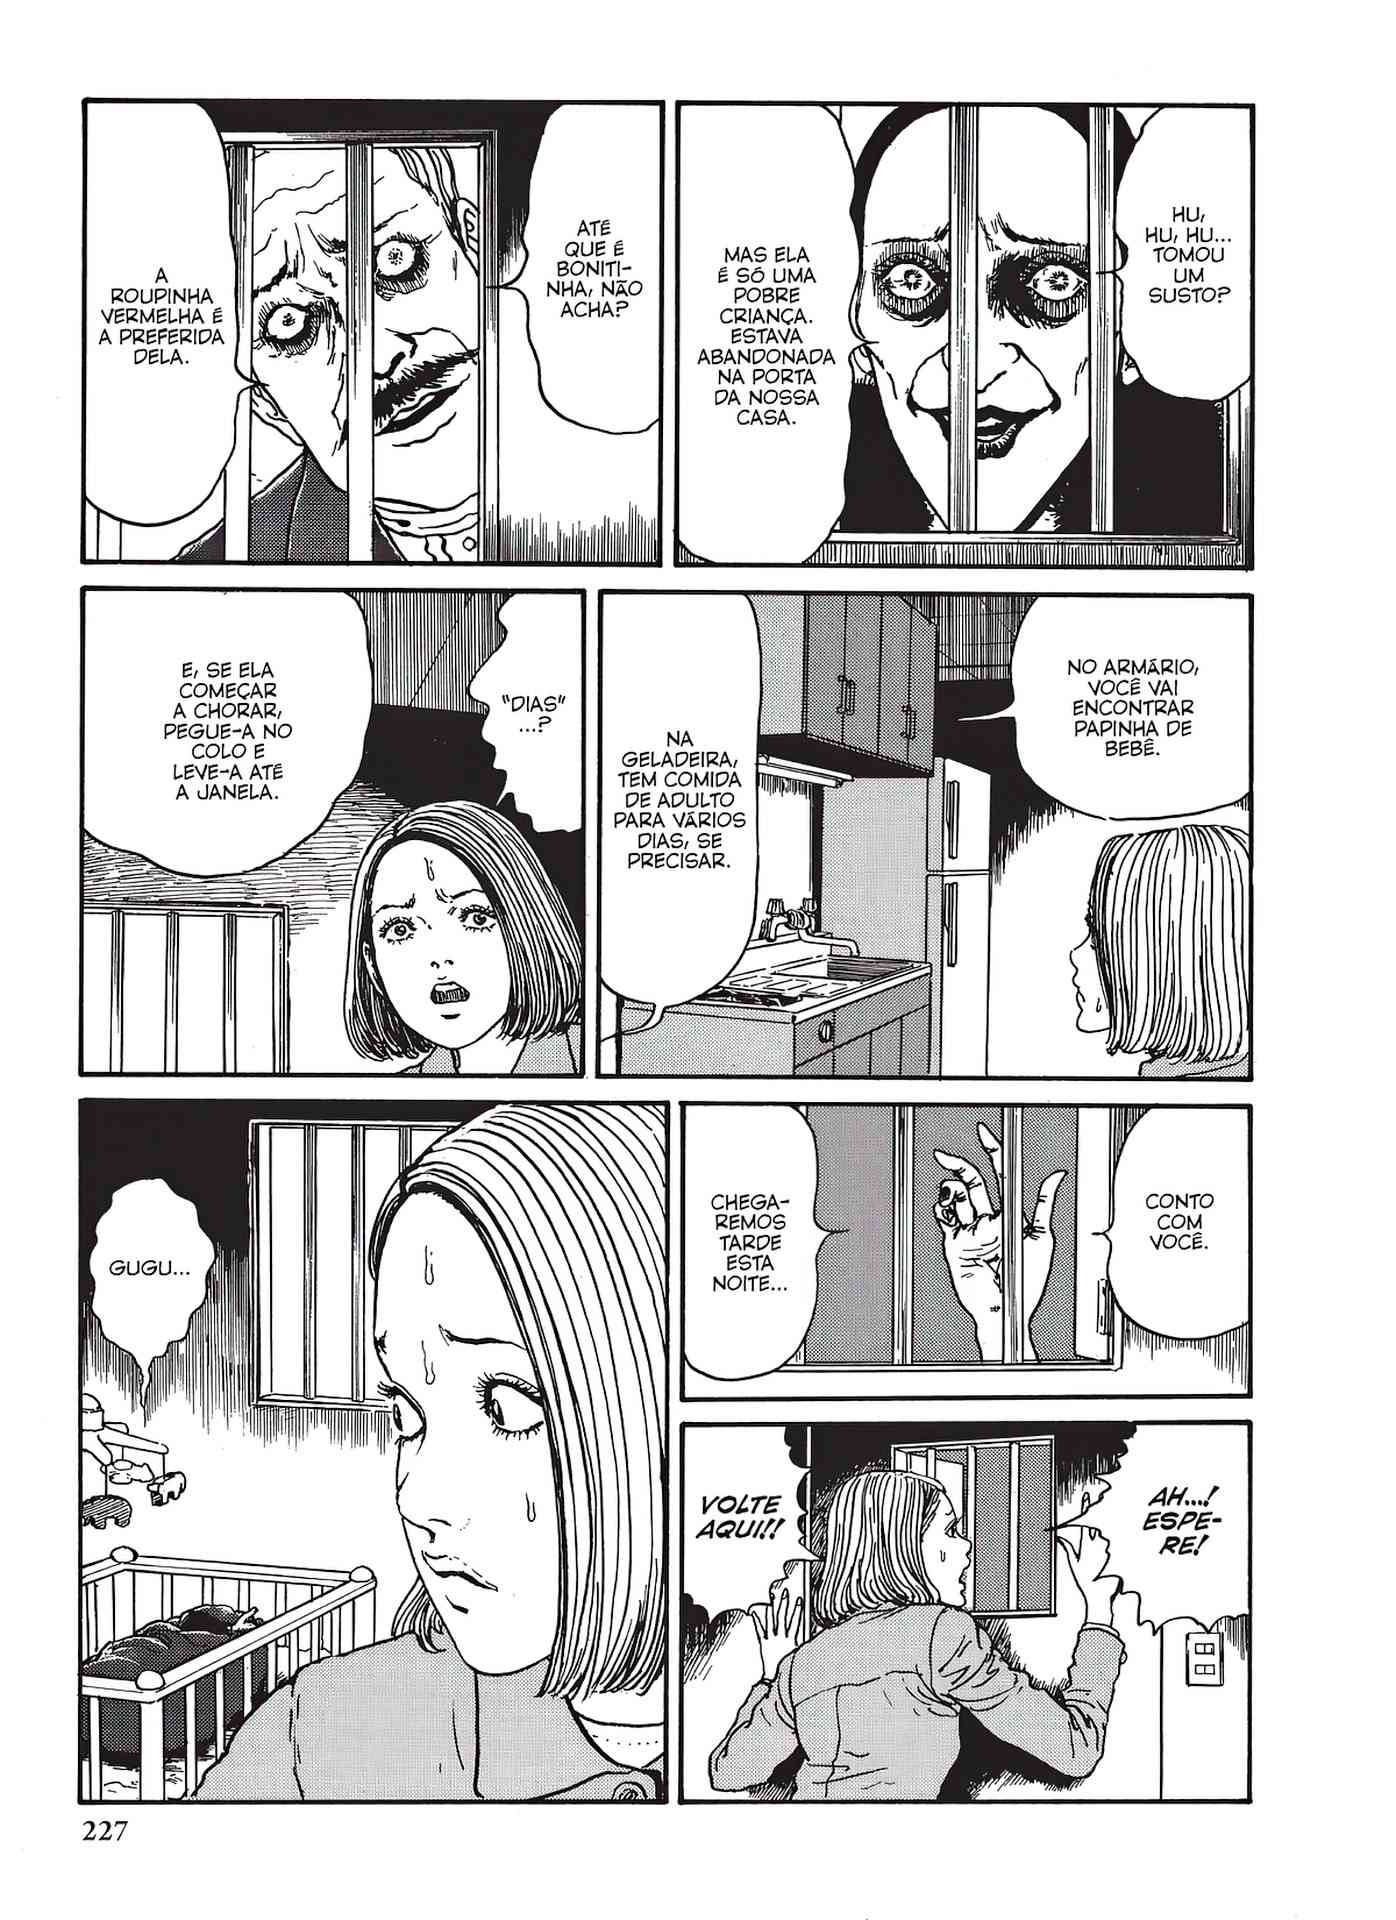 HU,
HU, HU...
TOMOU
UM
SUSTO?
MAS ELA
É SÓ UMA
POBRE
CRIANÇA.
ESTAVA
ABANDONADA
NA PORTA
DA NOSSA
CASA.
ATÉ
QUE É
BONITI-
NHA, NÃO
ACHA?
A
ROUPINHA
VERMELHA É
A PREFERIDA
DELA.
NO ARMÁRIO,
VOCÊ VAI
ENCONTRAR
PAPINHA DE
BEBÊ.
NA
GELADEIRA,
TEM COMIDA
DE ADULTO
PARA VÁRIOS
DIAS, SE
PRECISAR.
"DIAS"
...?
E, SE ELA
COMEÇAR
A CHORAR,
PEGUE-A NO
COLO E
LEVE-A ATÉ
A JANELA.
CONTO
COM
VOCÊ.
CHEGA-
REMOS
TARDE
ESTA
NOITE...
AH...!
ESPE-
RE!
VOLTE
AQUI!!
GUGU...
227